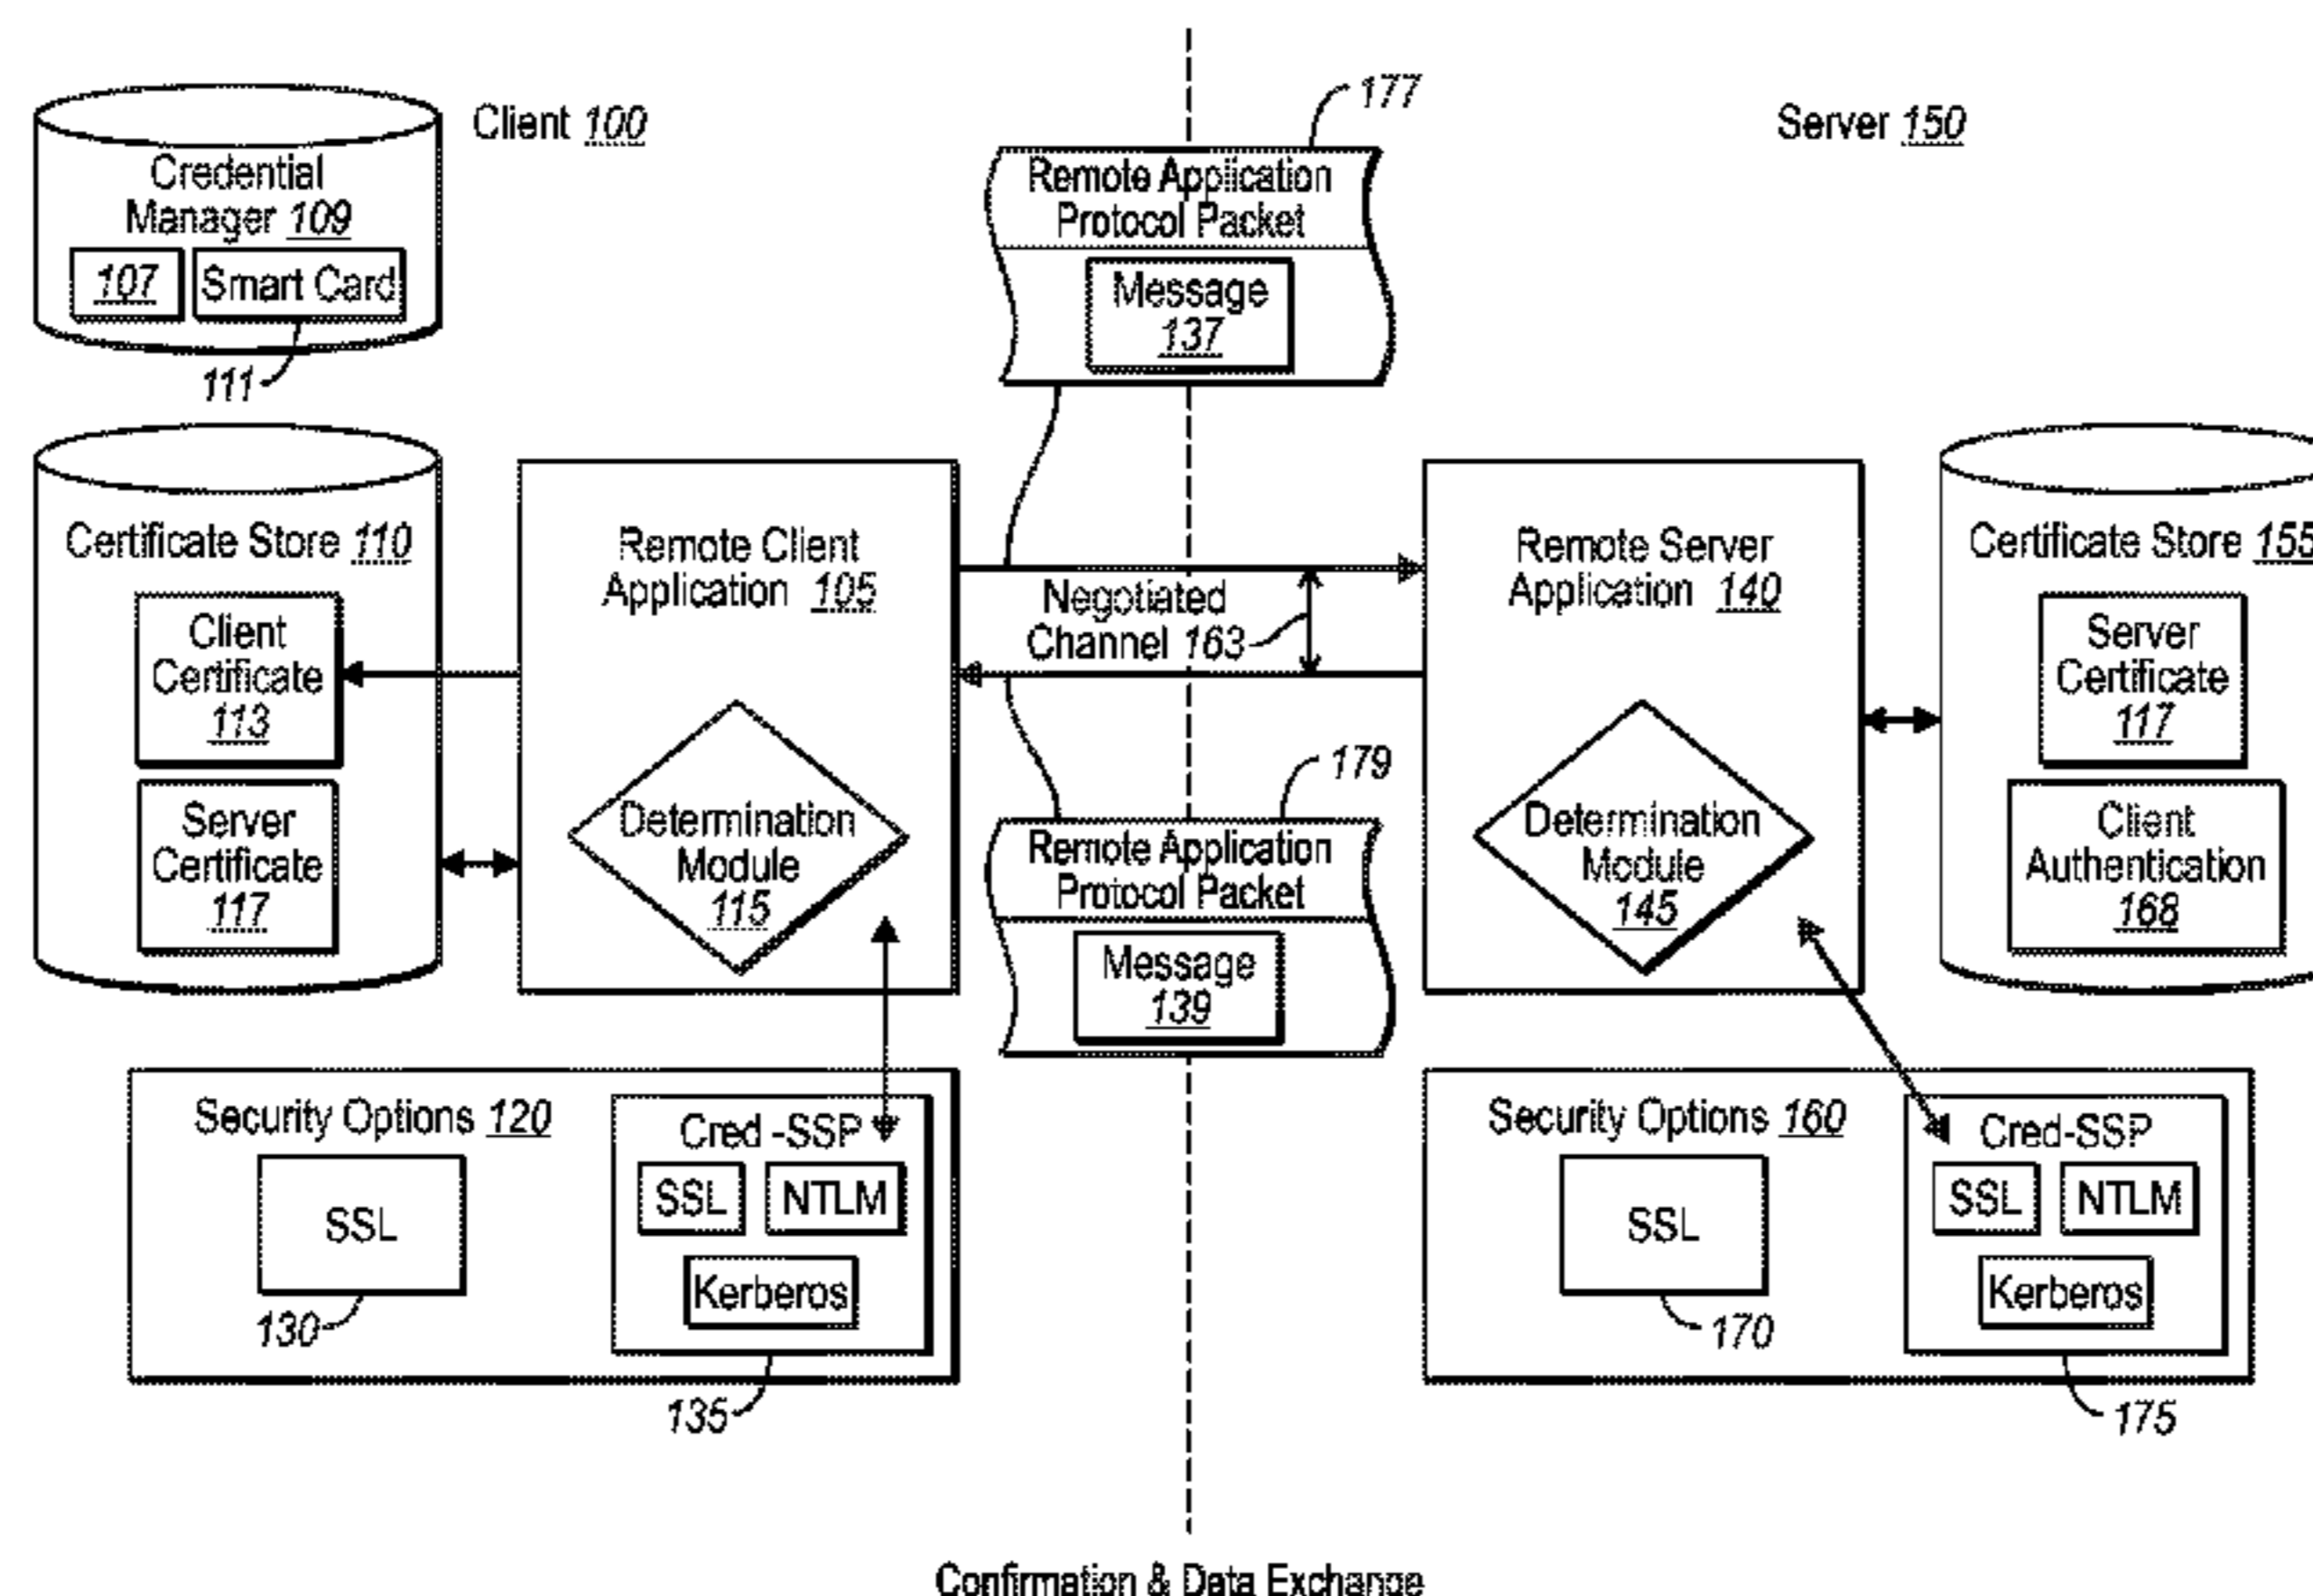 Client 100
Server 150
177
Credential
Manager 109
107
Smart Card
111
Remote Application
Protocol Packet
Message
137
Certificate Store 110
Client
Certificate
113
Server
Certificate
117
Remote Client
Application 105
Determination
Module
115
Negotiated
Channel 163
179
Remote Application
Protocol Packet
Message
139
Remote Server
Application 140
Determination
Module
145
Certificate Store 155
Server
Certificate
117
Client
Authentication
168
Security Options 120
SSL
130
Cred -SSP
SSL
NTLM
Kerberos
135
Security Options 160
SSL
170
Cred-SSP
SSL
NTLM
Kerberos
175
Confirmation & Data Exchange